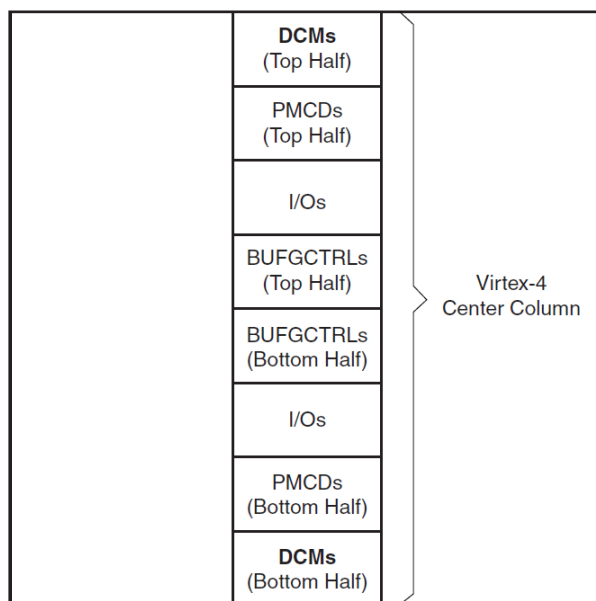 DCMs
(Top Half)
PMCDs
(Top Half)
I/Os
BUFGCTRLs
(Top Half)
BUFGCTRLs
(Bottom Half)
I/Os
PMCDs
(Bottom Half)
DCMs
(Bottom Half)
Virtex-4
Center Column